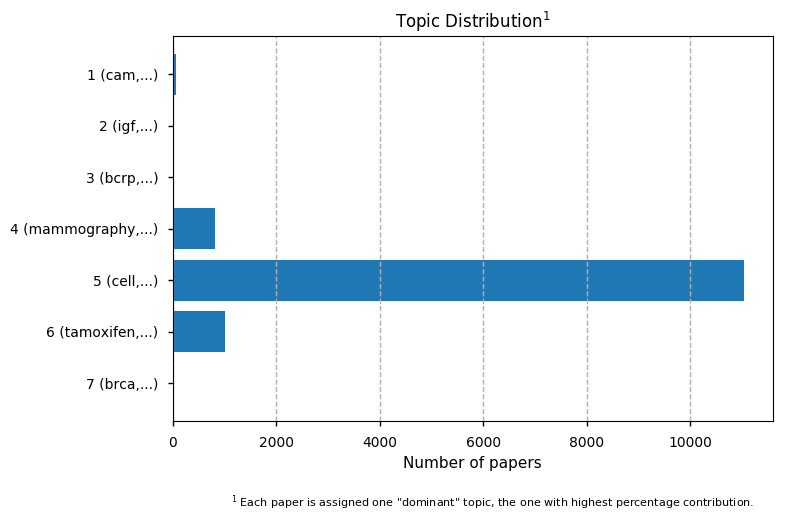 Topic Distribution¹
1 (cam,...)
2 (igf,...)
3 (bcrp,...)
4 (mammography,...)
5 (cell,...)
6 (tamoxifen,...)
7 (brca,...)
0 2000 4000 6000 8000 10000
Number of papers
¹ Each paper is assigned one "dominant" topic, the one with highest percentage contribution.